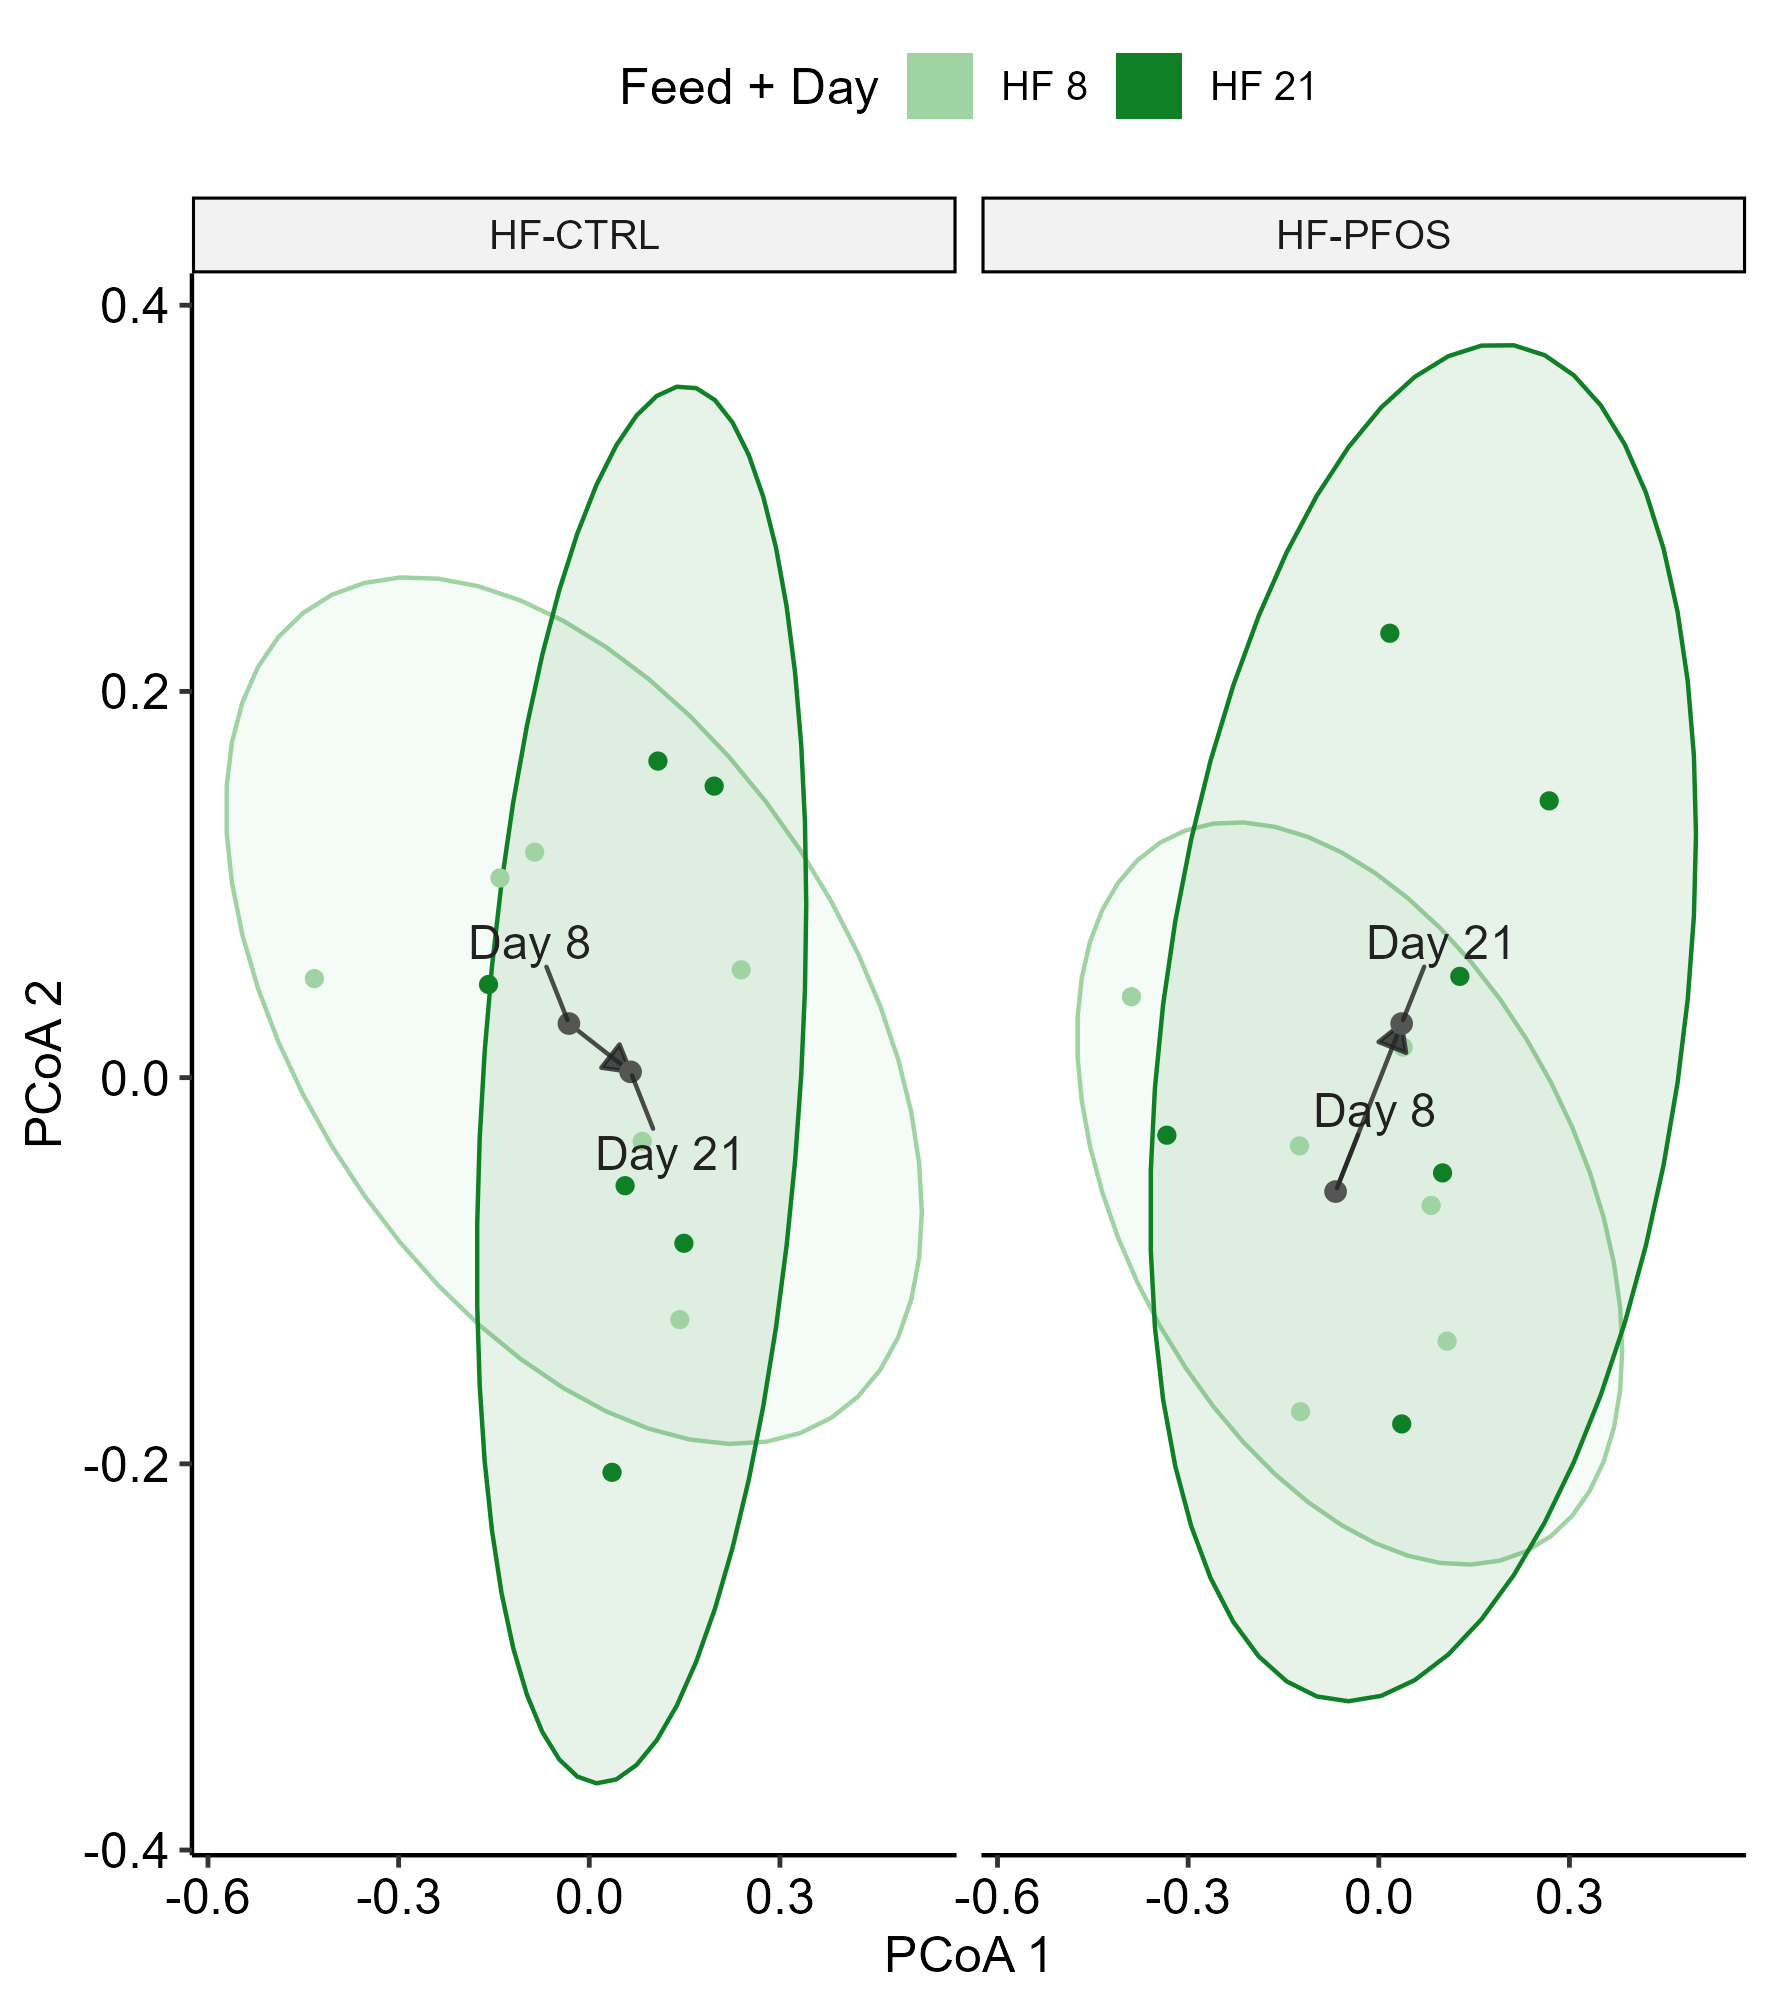 Feed + Day HF 8 HF 21
HF-CTRL HF-PFOS
0.4
0.2
0.0
-0.2
-0.4
PCoA 2
Day 8
Day 21
Day 21
Day 8
-0.6 -0.3 0.0 0.3 -0.6 -0.3 0.0 0.3
PCoA 1